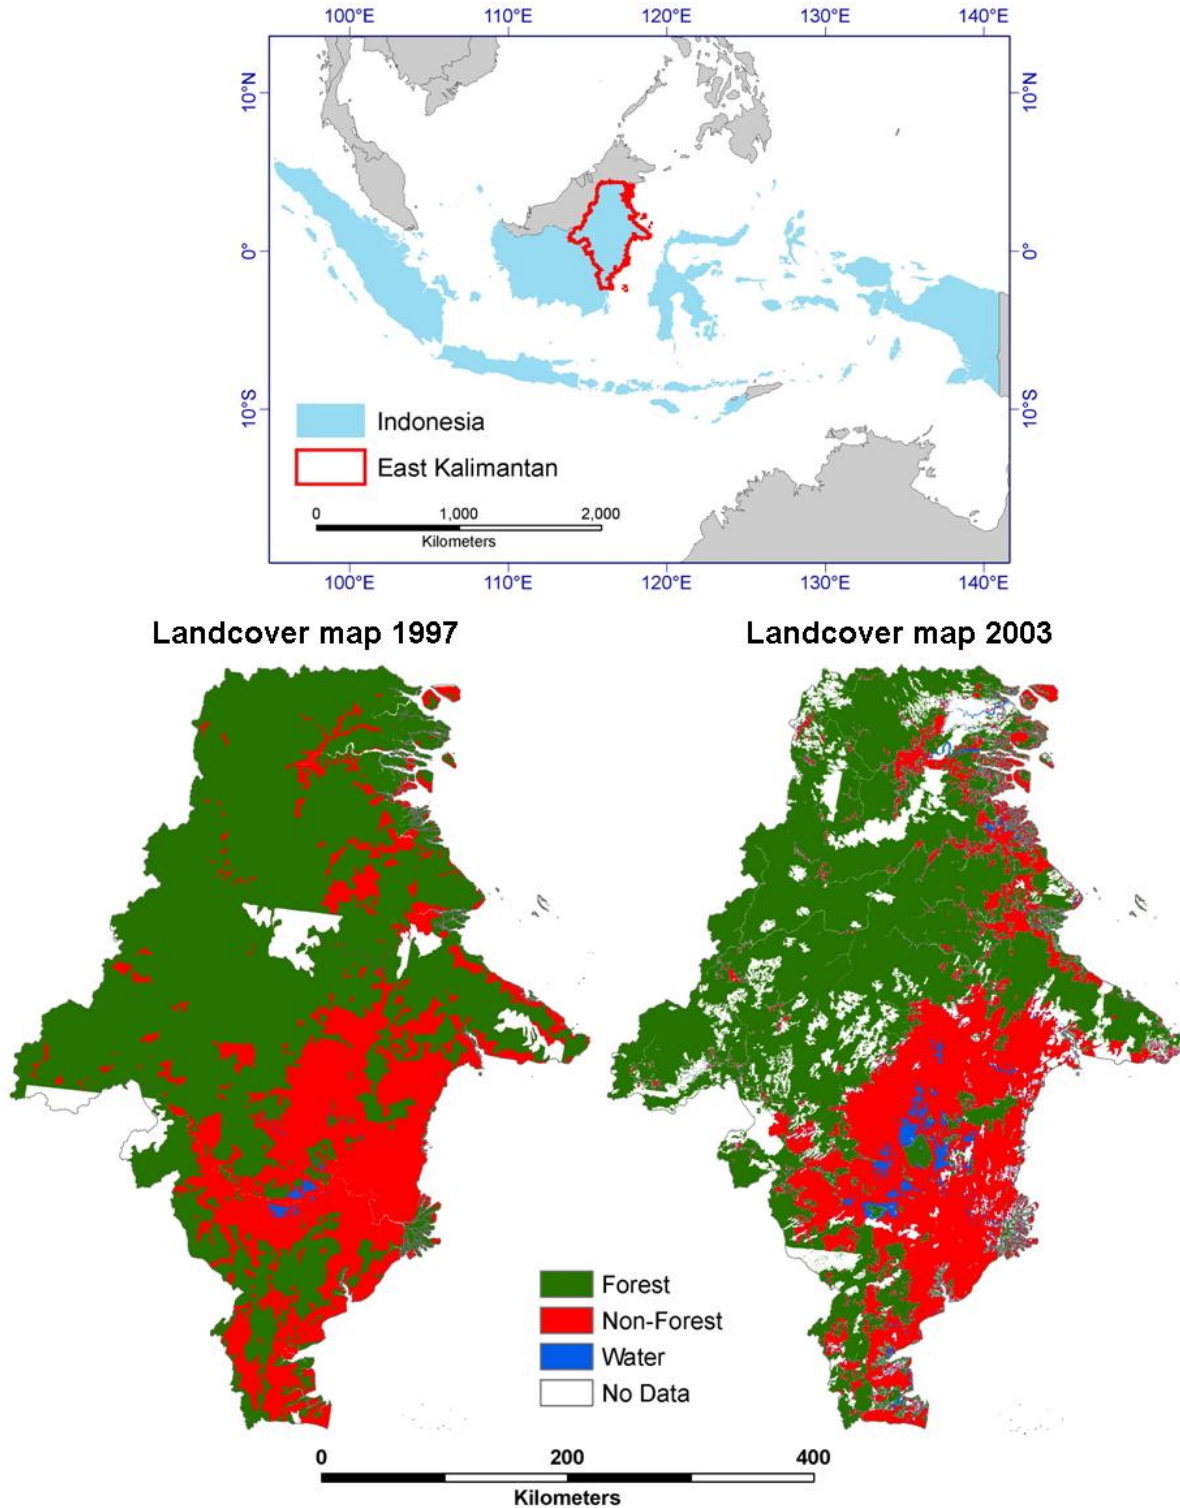 100°E 110°E 120°E 130°E 140°E
10°N 10°N
0° 0°
10°S 10°S
Indonesia
East Kalimantan
0 1,000 2,000
Kilometers
100°E 110°E 120°E 130°E 140°E
Landcover map 1997 Landcover map 2003
Forest
Non-Forest
Water
No Data
0 200 400
Kilometers